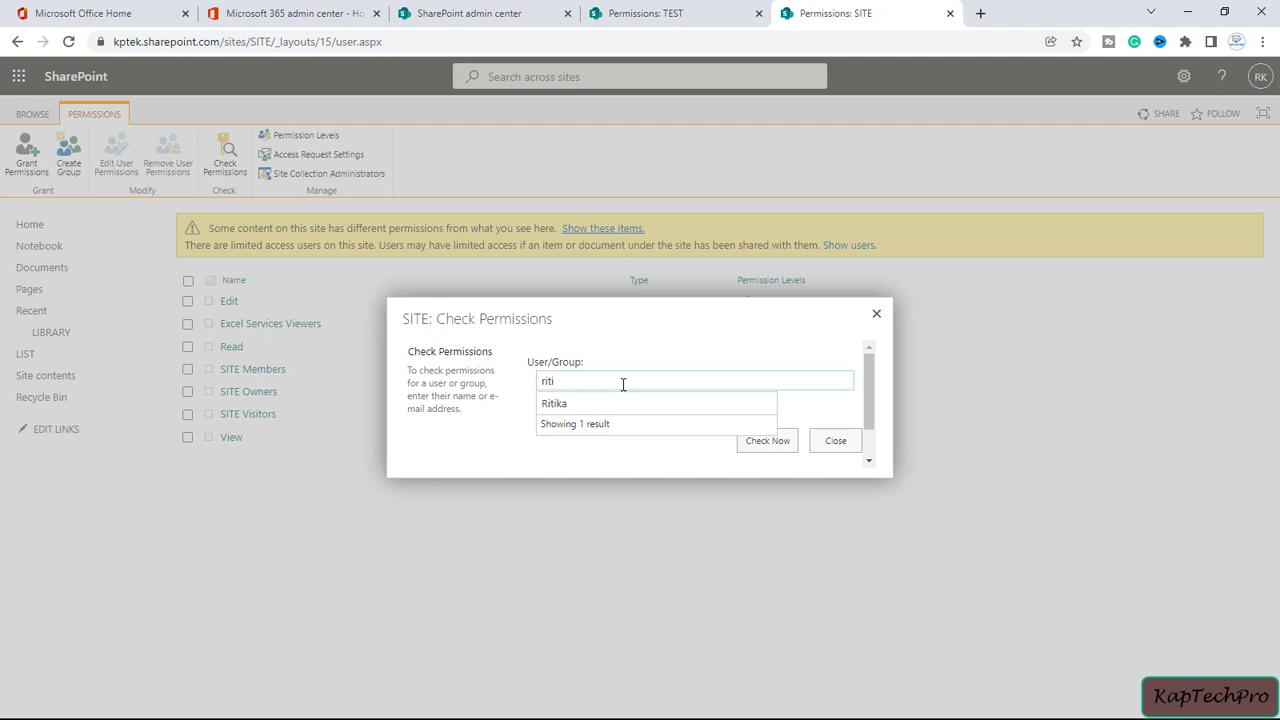 Microsoft Office Home
Microsoft 365 admin center - Ho
SharePoint admin center
Permissions: TEST
Permissions: SITE
kptek.sharepoint.com/sites/SITE/_layouts/15/user.aspx
SharePoint
Search across sites
RK
BROWSE
PERMISSIONS
SHARE
FOLLOW
Grant Permissions
Create Group
Edit User Permissions
Remove User Permissions
Check Permissions
Permission Levels
Access Request Settings
Site Collection Administrators
Grant
Modify
Check
Manage
Home
Notebook
Documents
Pages
Recent
LIBRARY
LIST
Site contents
Recycle Bin
EDIT LINKS
Some content on this site has different permissions from what you see here. Show these items.
There are limited access users on this site. Users may have limited access if an item or document under the site has been shared with them. Show users.
Name
Type
Permission Levels
Edit
Excel Services Viewers
Read
SITE Members
SITE Owners
SITE Visitors
View
SITE: Check Permissions
Check Permissions
To check permissions
for a user or group,
enter their name or e-
mail address.
User/Group:
riti
Ritika
Showing 1 result
Check Now
Close
KapTechPro